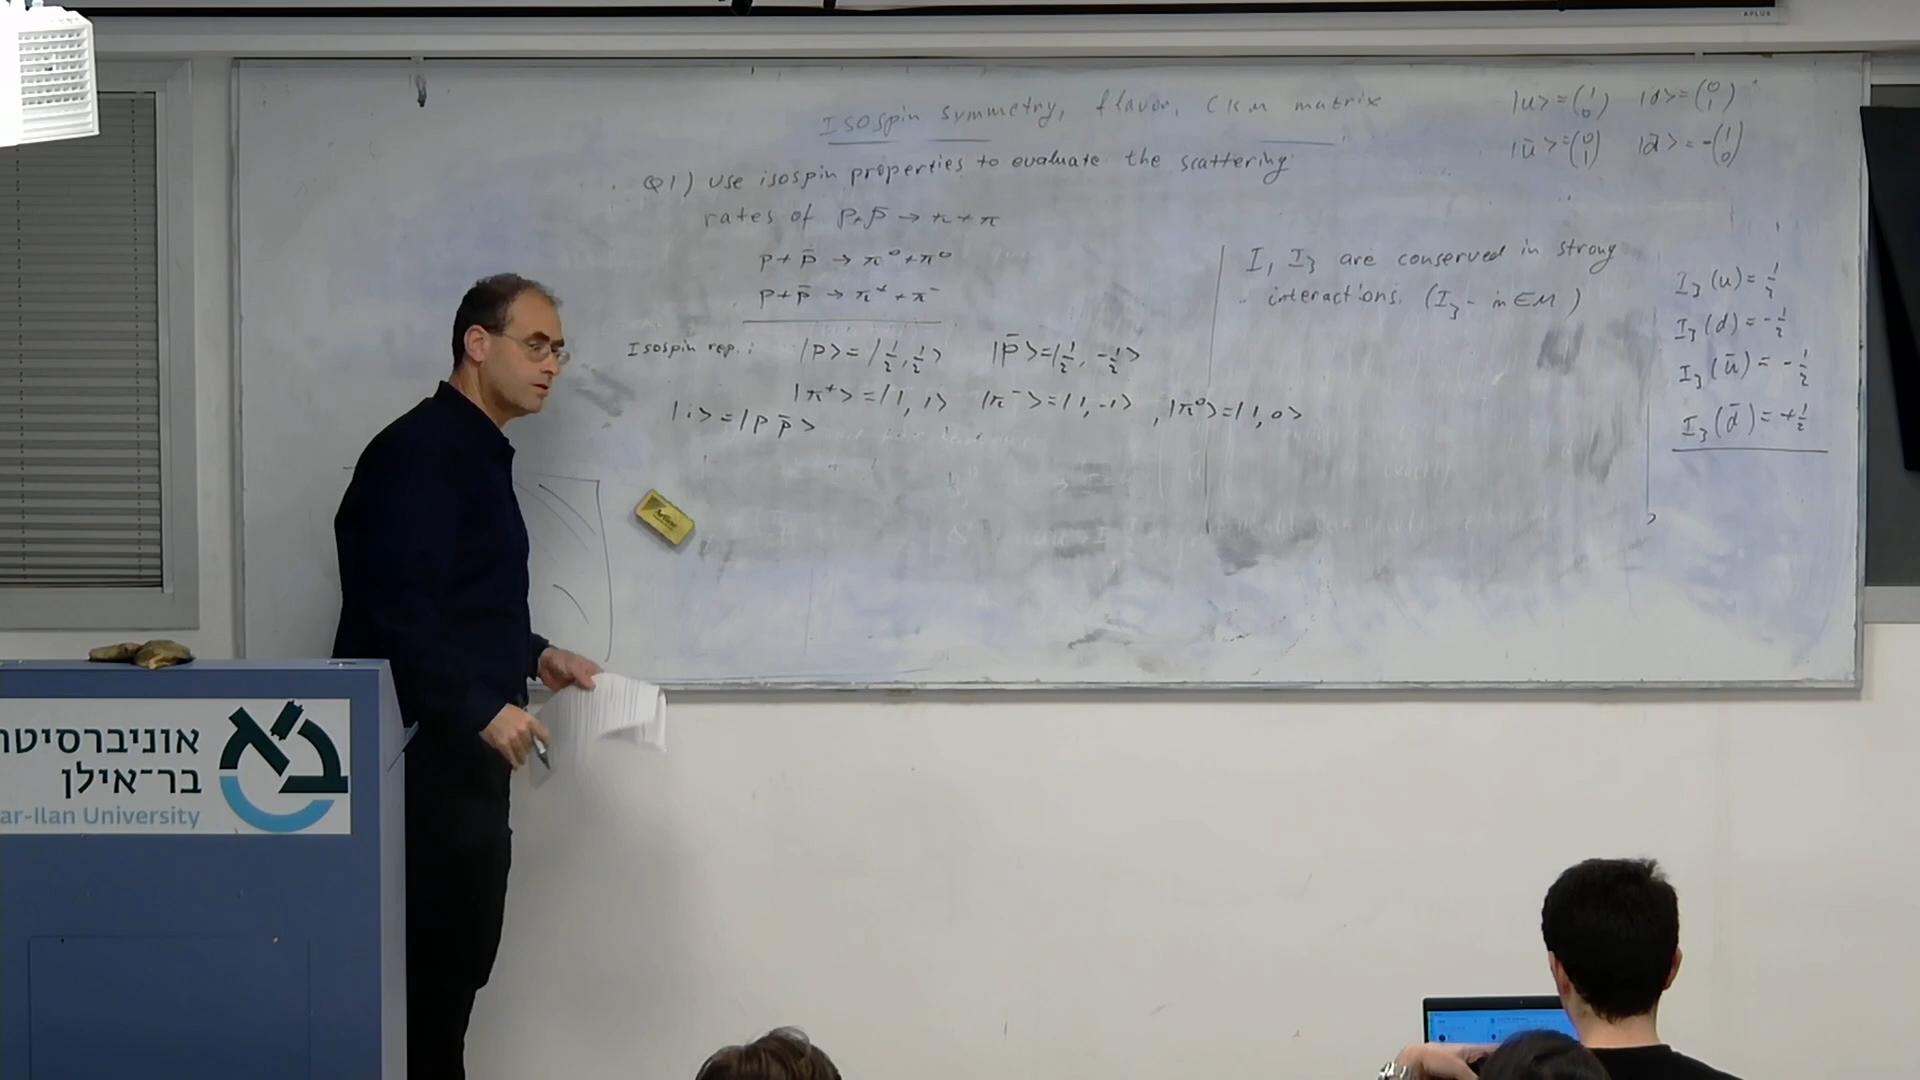 APLUS
Isospin symmetry, flavor, CKM matrix
Q1) use isospin properties to evaluate the scattering
rates of p+p̄ → π+π
p+p̄ → π⁰+π⁰
p+p̄ → π⁺+π⁻
Isospin rep.: |p>=|1/2,1/2> |p̄>=|1/2,-1/2>
|π⁺>=|1,1> |π⁻>=|1,-1>, |π⁰>=|1,0>
|i>=|p p̄>
I, I₃ are conserved in strong
interactions. (I₃ - in EM)
|u>=(1 0) |d>=(0 1)
|ū>=(0 1) |d̄>=-(1 0)
I₃(u)=1/2
I₃(d)=-1/2
I₃(ū)=-1/2
I₃(d̄)=+1/2
Artline
אוניברסיטת
בר-אילן
ar-Ilan University